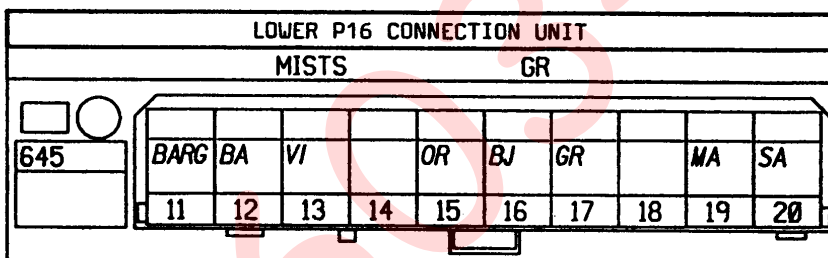 LOWER P16 CONNECTION UNIT
MISTS GR
645 BARG BA VI OR BJ GR MA SA
11 12 13 14 15 16 17 18 19 20